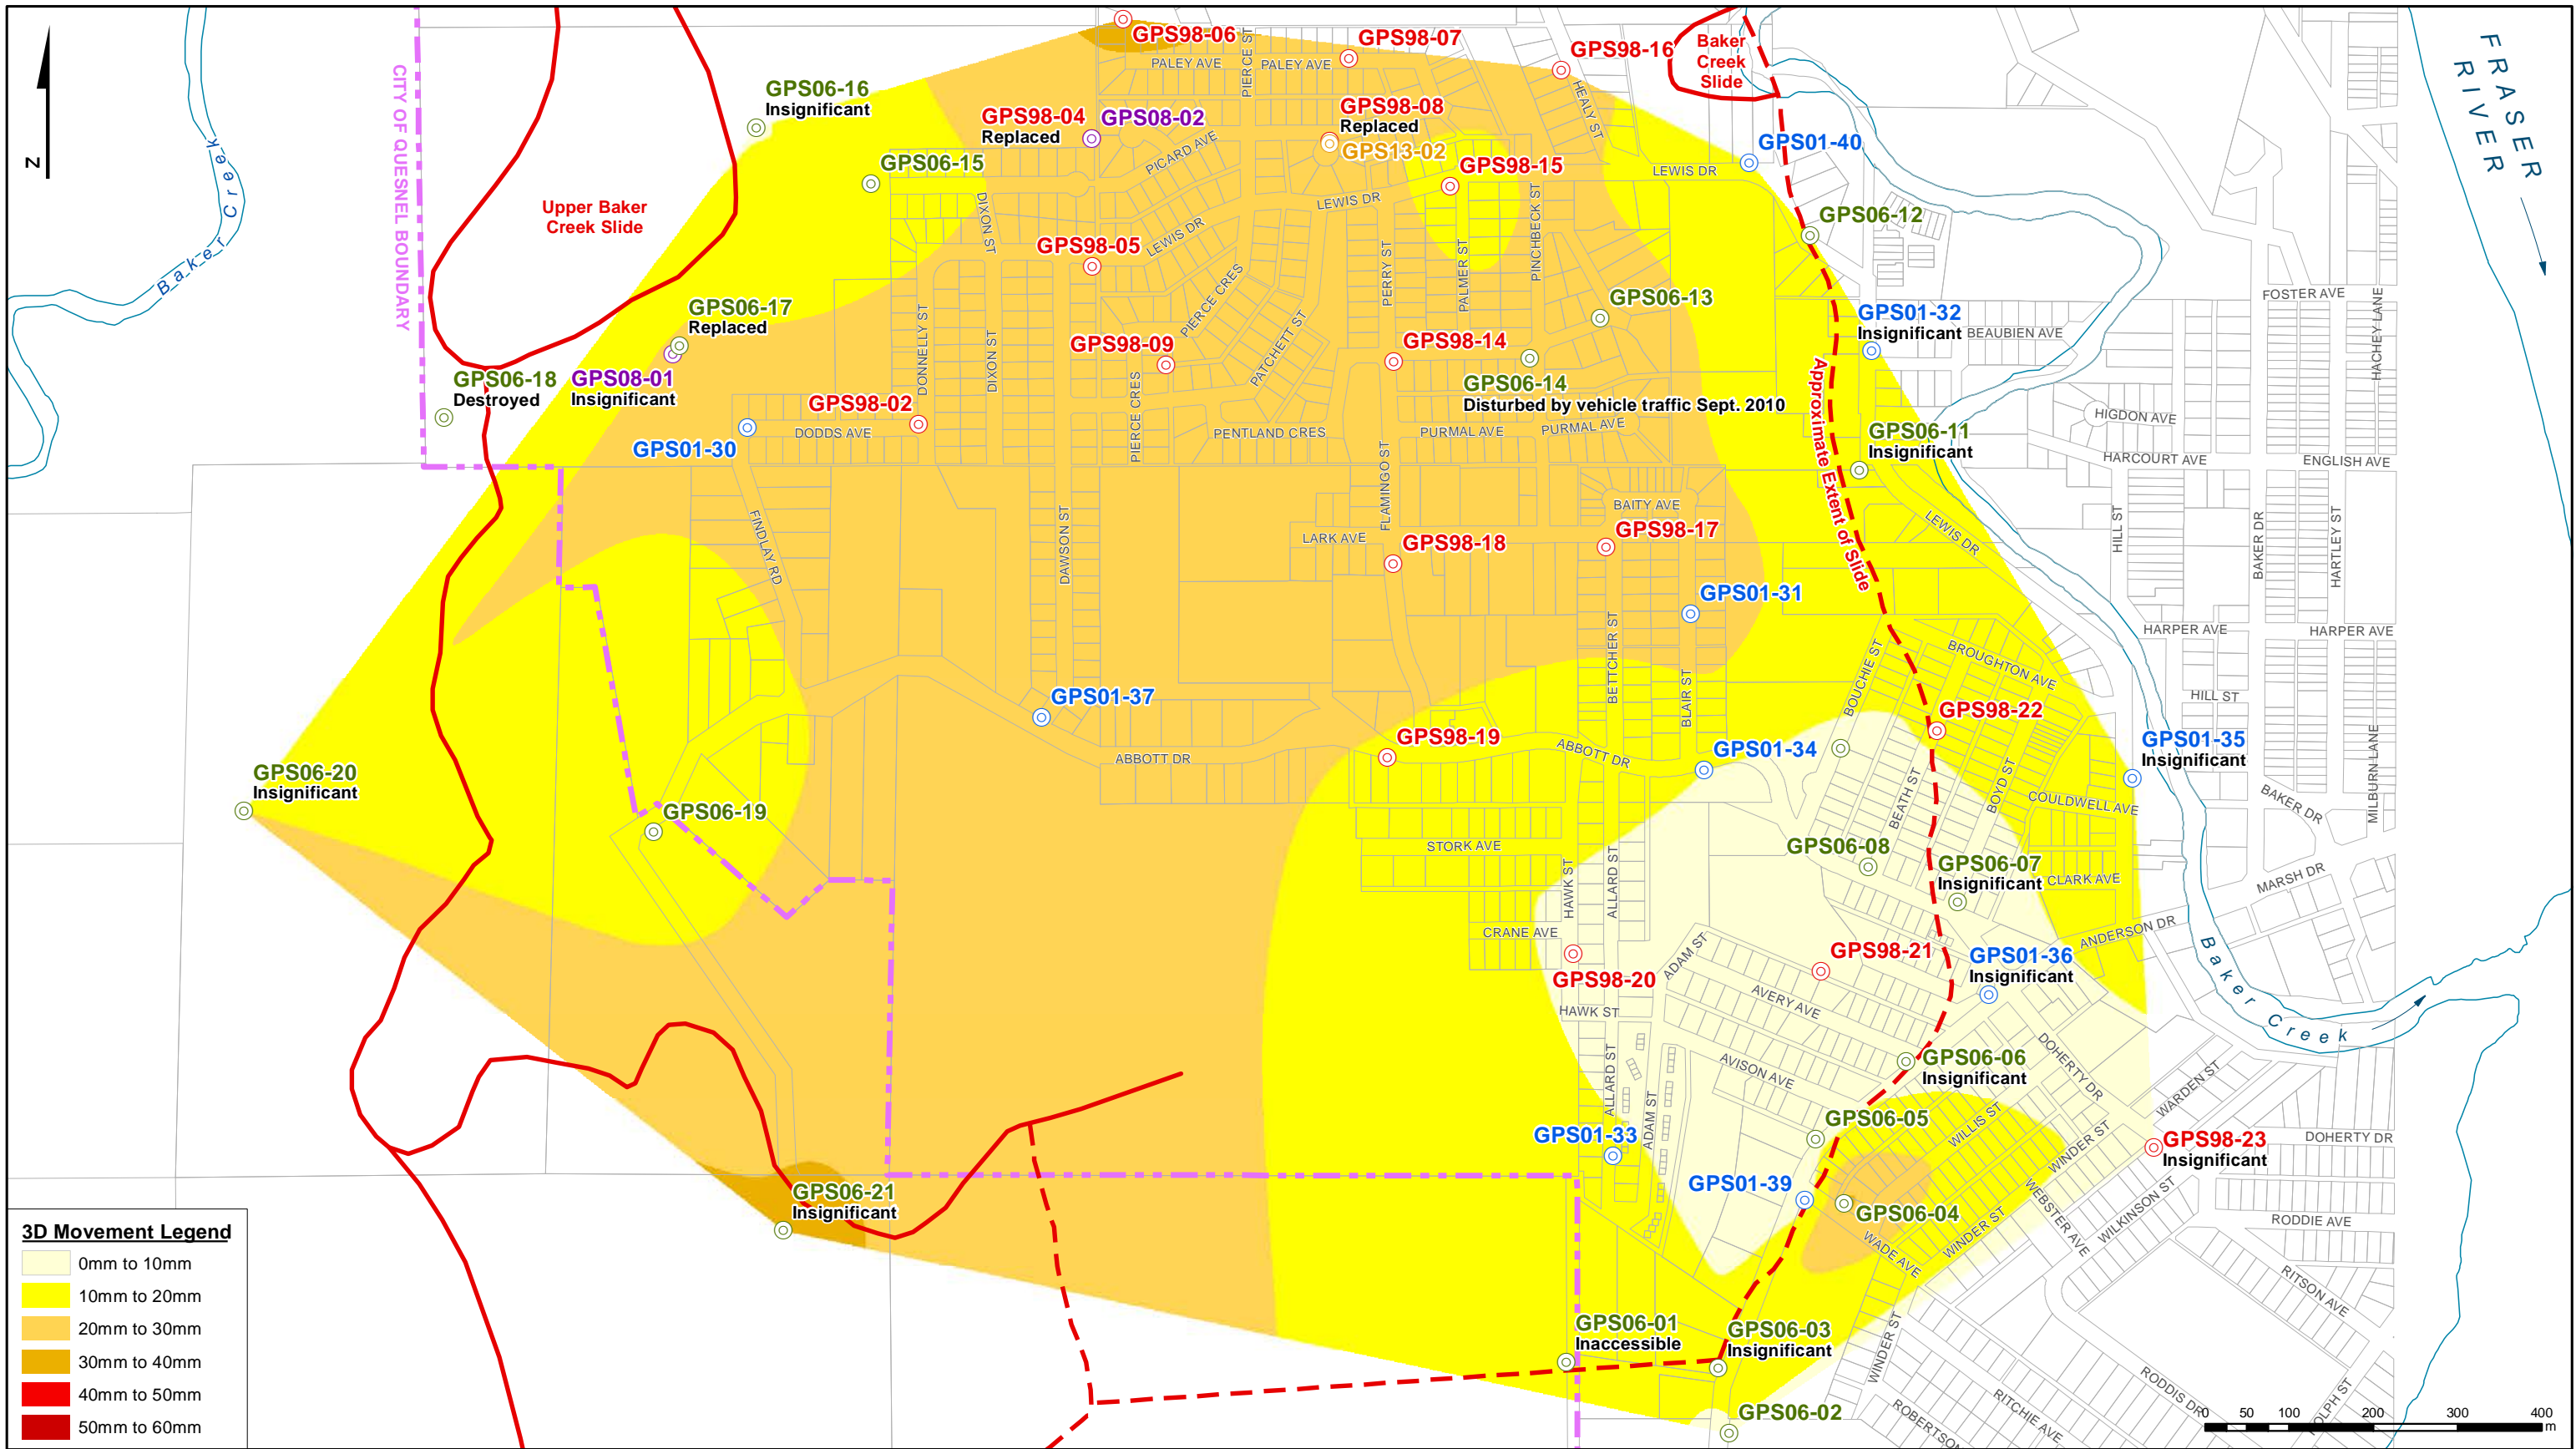 GPS98-06
GPS98-07
GPS98-16
Baker
Creek
Slide
FRASER
RIVER
PIERCE ST
PALEY AVE
PALEY AVE
HEALY ST
N
CITY OF QUESNEL BOUNDARY
Baker Creek
GPS06-16
Insignificant
GPS98-04
Replaced
GPS08-02
GPS98-08
Replaced
GPS13-02
GPS01-40
PICARD AVE
GPS06-15
GPS98-15
LEWIS DR
Upper Baker
Creek Slide
DIXON ST
LEWIS DR
LEWIS DR
PINCHBECK ST
GPS06-12
GPS98-05
PIERCE CRES
PERRY ST
PALMER ST
GPS06-17
Replaced
GPS06-13
GPS01-32
Insignificant
FOSTER AVE
BEAUBIEN AVE
HACHEY LANE
DONNELLY ST
DIXON ST
GPS98-09
PATCHETT ST
GPS98-14
GPS06-18
Destroyed
GPS08-01
Insignificant
GPS06-14
Disturbed by vehicle traffic Sept. 2010
Approximate Extent of Slide
GPS98-02
PIERCE CRES
HIGDON AVE
GPS01-30
DODDS AVE
PENTLAND CRES
PURMAL AVE
PURMAL AVE
GPS06-11
Insignificant
HARCOURT AVE
ENGLISH AVE
FLAMINGO ST
BAITY AVE
FINDLAY RD
DAWSON ST
LARK AVE
GPS98-18
GPS98-17
LEWIS DR
HILL ST
BAKER DR
HARTLEY ST
GPS01-31
BETTCHER ST
HARPER AVE
HARPER AVE
BOUCHIE ST
BROUGHTON AVE
GPS01-37
BLAIR ST
HILL ST
GPS98-22
GPS98-19
ABBOTT DR
ABBOTT DR
GPS01-34
GPS01-35
Insignificant
GPS06-20
Insignificant
BEATH ST
BOYD ST
COULDWELL AVE
BAKER DR
MILBURN LANE
GPS06-19
STORK AVE
GPS06-08
GPS06-07
Insignificant
CLARK AVE
MARSH DR
HAWK ST
ALLARD ST
CRANE AVE
ADAM ST
ANDERSON DR
GPS98-20
GPS98-21
GPS01-36
Insignificant
Baker Creek
HAWK ST
AVERY AVE
GPS06-06
Insignificant
DOHERTY DR
AVISON AVE
ALLARD ST
ADAM ST
WARDEN ST
GPS01-33
GPS06-05
WILLIS ST
WINDER ST
GPS98-23
Insignificant
DOHERTY DR
GPS06-21
Insignificant
GPS01-39
GPS06-04
WEBSTER AVE
WILKINSON ST
RODDIE AVE
WADE AVE
WINDER ST
3D Movement Legend
0mm to 10mm
10mm to 20mm
20mm to 30mm
30mm to 40mm
40mm to 50mm
50mm to 60mm
RITSON AVE
GPS06-01
Inaccessible
GPS06-03
Insignificant
WINDER ST
RODDIS DR
GPS06-02
RITCHIE AVE
0 50 100 200 300 400
m